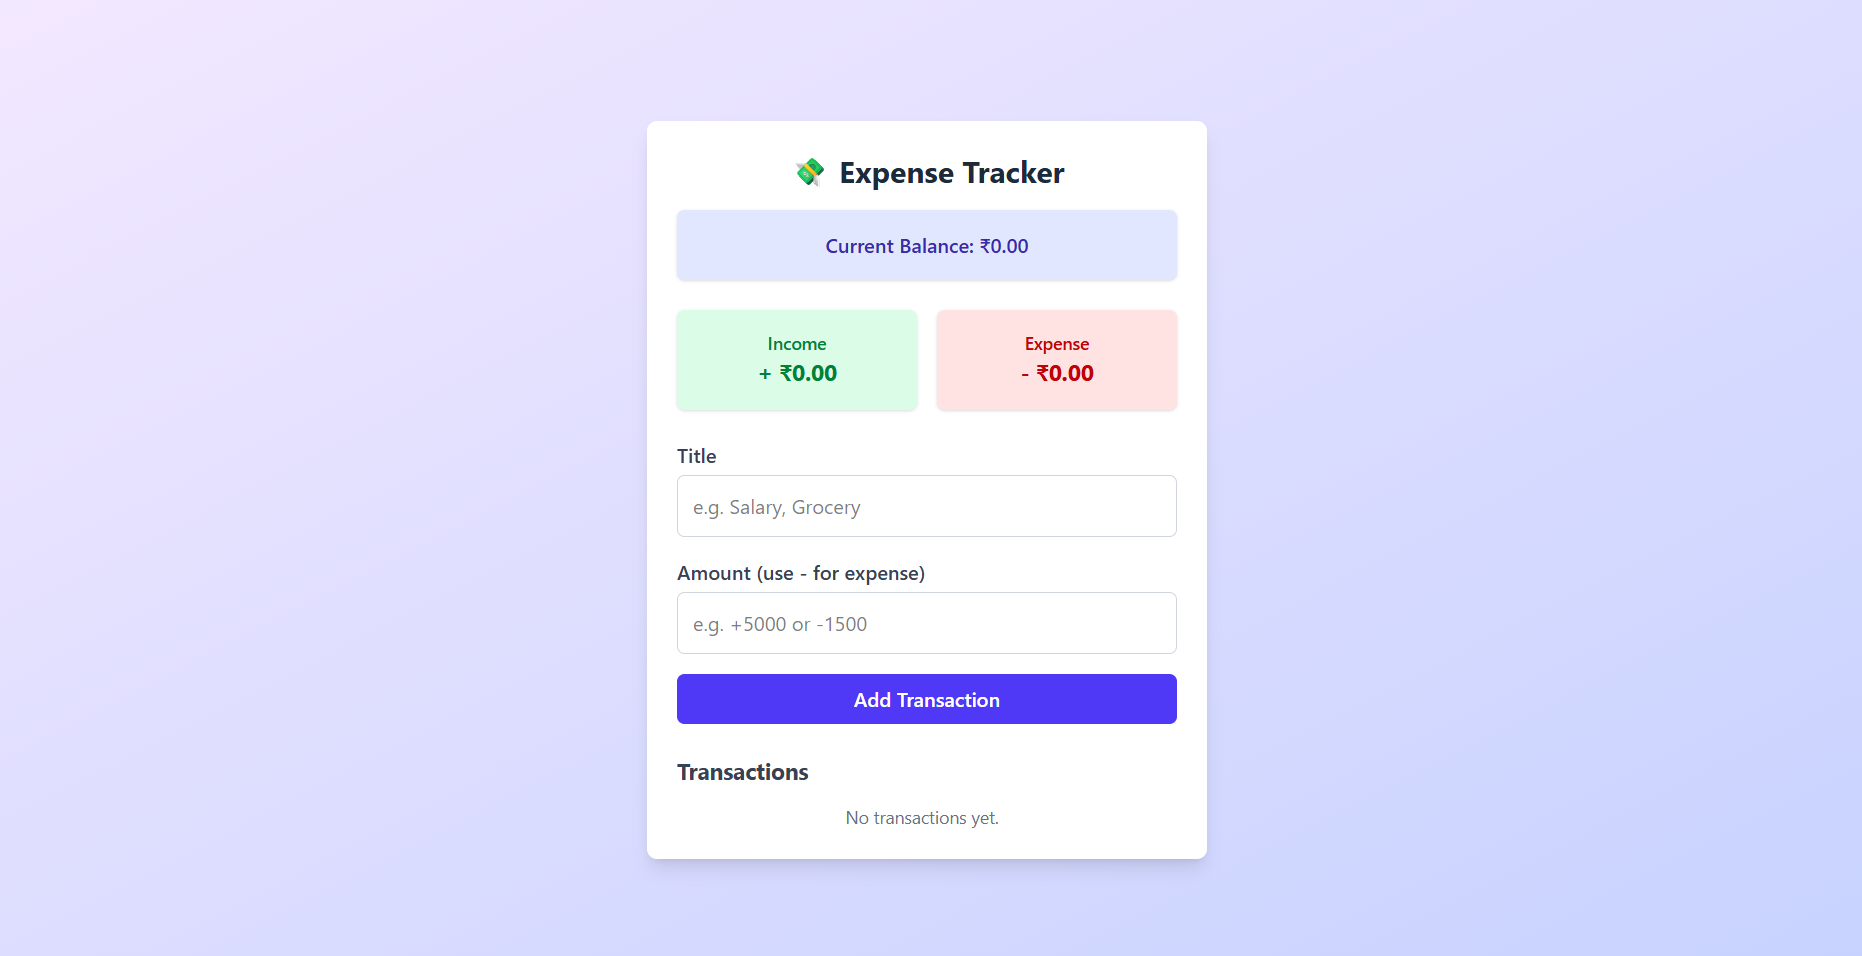 💸 Expense Tracker
Current Balance: ₹0.00
Income
+ ₹0.00
Expense
- ₹0.00
Title
e.g. Salary, Grocery
Amount (use - for expense)
e.g. +5000 or -1500
Add Transaction
Transactions
No transactions yet.